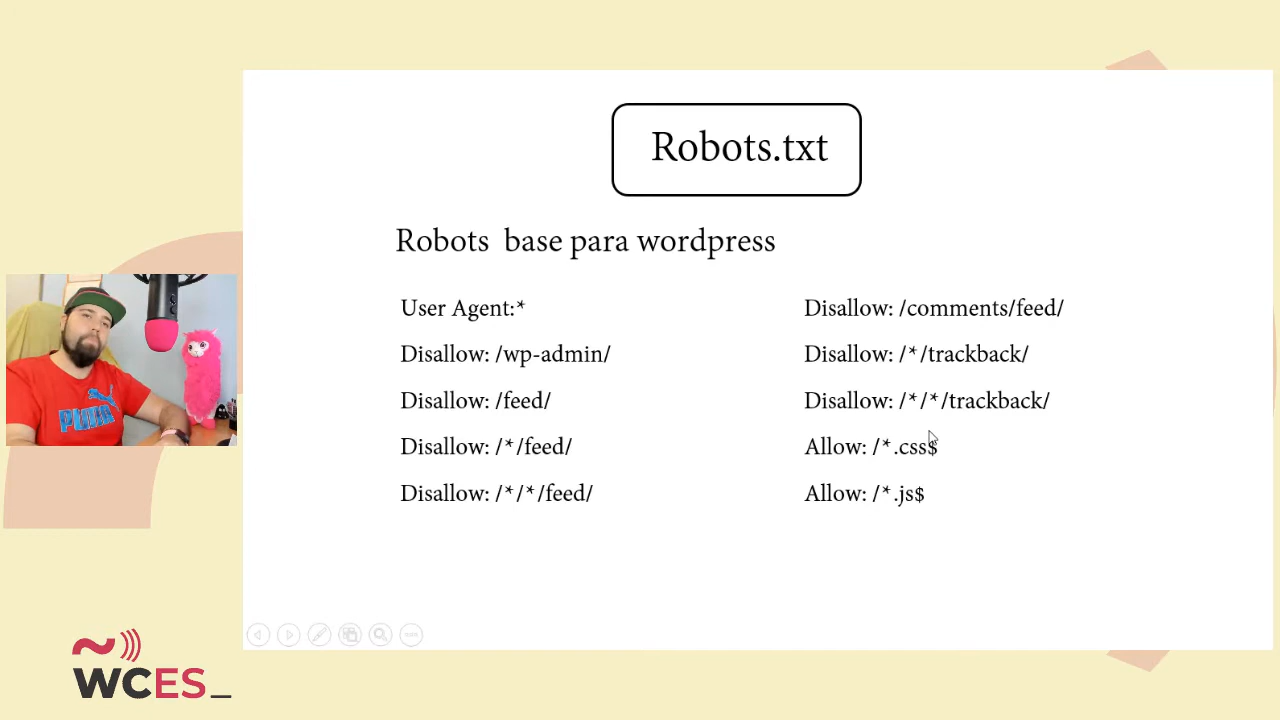 Robots.txt
Robots base para wordpress
User Agent:*
Disallow: /wp-admin/
Disallow: /feed/
Disallow: /*/feed/
Disallow: /*/*/feed/
Disallow: /comments/feed/
Disallow: /*/trackback/
Disallow: /*/*/trackback/
Allow: /*.css$
Allow: /*.js$
PUMA
~))) WCES_